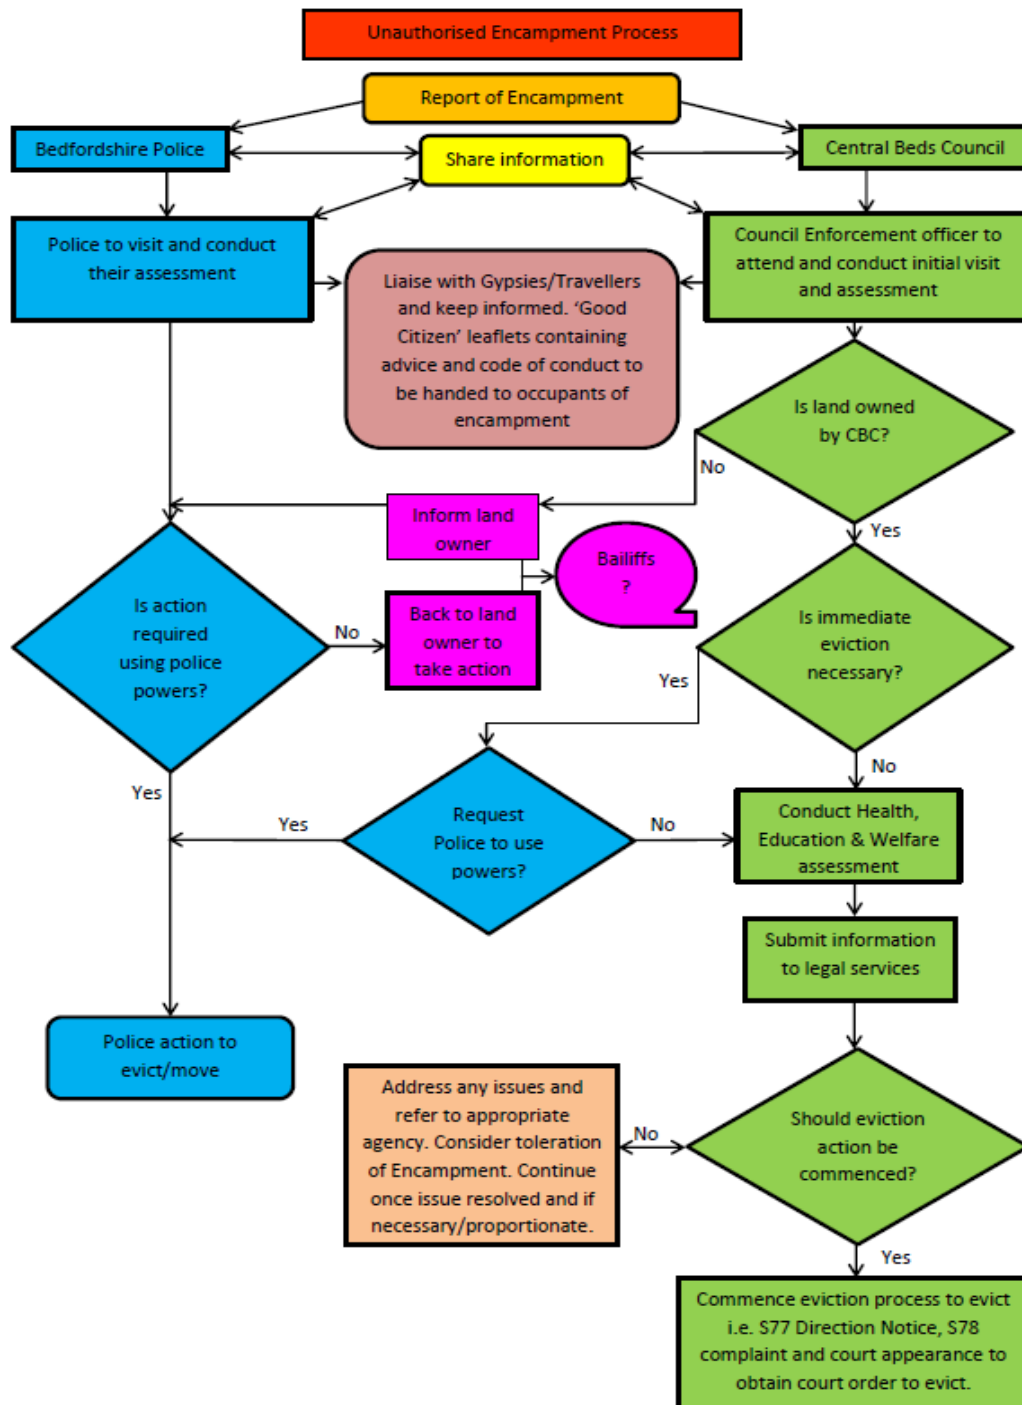 Unauthorised Encampment Process
Report of Encampment
Bedfordshire Police
Share information
Central Beds Council
Police to visit and conduct
their assessment
Council Enforcement officer to
attend and conduct initial visit
and assessment
Liaise with Gypsies/Travellers
and keep informed. ‘Good
Citizen’ leaflets containing
advice and code of conduct to
be handed to occupants of
encampment
Is land owned
by CBC?
No
Yes
Inform land
owner
Bailiffs
?
Is action
required
using police
powers?
No
Back to land
owner to
take action
Is immediate
eviction
necessary?
Yes
No
Yes
Request
Police to use
powers?
Yes
No
Conduct Health,
Education & Welfare
assessment
Submit information
to legal services
Police action to
evict/move
Address any issues and
refer to appropriate
agency. Consider toleration
of Encampment. Continue
once issue resolved and if
necessary/proportionate.
No
Should eviction
action be
commenced?
Yes
Commence eviction process to evict
i.e. S77 Direction Notice, S78
complaint and court appearance to
obtain court order to evict.